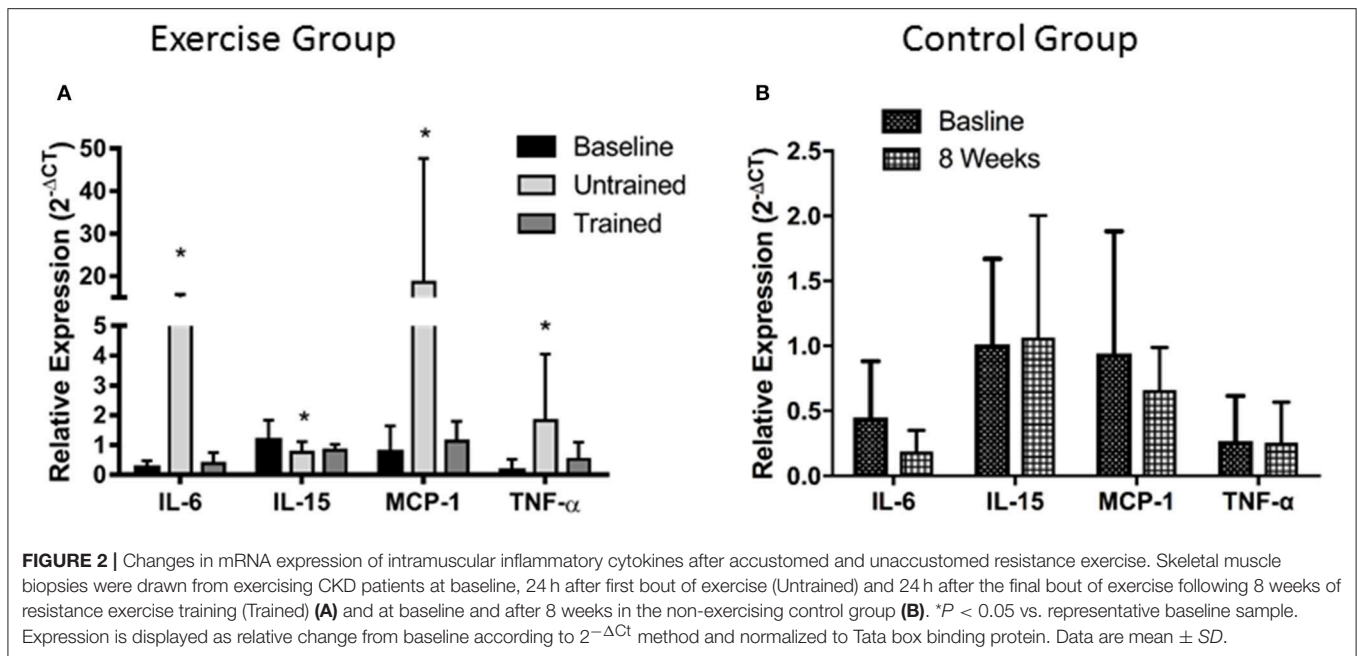 Exercise Group
Control Group
A
B
Relative Expression (2-ΔCT)
50
40
30
20
5
4
3
2
1
0
*
*
*
*
Baseline
Untrained
Trained
IL-6
IL-15
MCP-1
TNF-α
Relative Expression (2-ΔCT)
2.5
2.0
1.5
1.0
0.5
0.0
Basline
8 Weeks
IL-6
IL-15
MCP-1
TNF-α
FIGURE 2 | Changes in mRNA expression of intramuscular inflammatory cytokines after accustomed and unaccustomed resistance exercise. Skeletal muscle
biopsies were drawn from exercising CKD patients at baseline, 24 h after first bout of exercise (Untrained) and 24 h after the final bout of exercise following 8 weeks of
resistance exercise training (Trained) (A) and at baseline and after 8 weeks in the non-exercising control group (B). *P < 0.05 vs. representative baseline sample.
Expression is displayed as relative change from baseline according to 2−ΔCt method and normalized to Tata box binding protein. Data are mean ± SD.